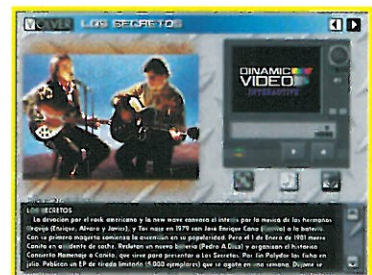 VOLVER LOS SECRETOS
DINAMIC
VIDEO
INTERACTIVE
LOS SECRETOS
La devoción por el rock americano y la new wave convoca el interés por la música de los hermanos
Urquijo (Enrique, Alvaro y Javier), y Tos nace en 1979 con José Enrique Cano a la batería.
Con su primera maqueta comienza la ascensión en su popularidad. Pero el 1 de Enero de 1981 muere
Canito en accidente de coche. Reclutan un nuevo batería (Pedro A. Díaz) y organizan el histórico
Concierto Homenaje a Canito, que sirve para presentar a Los Secretos. Por fin Polydor los ficha en
julio. Publican un EP de tirada limitada (5.000 ejemplares) que se agota en una semana. Déjame se